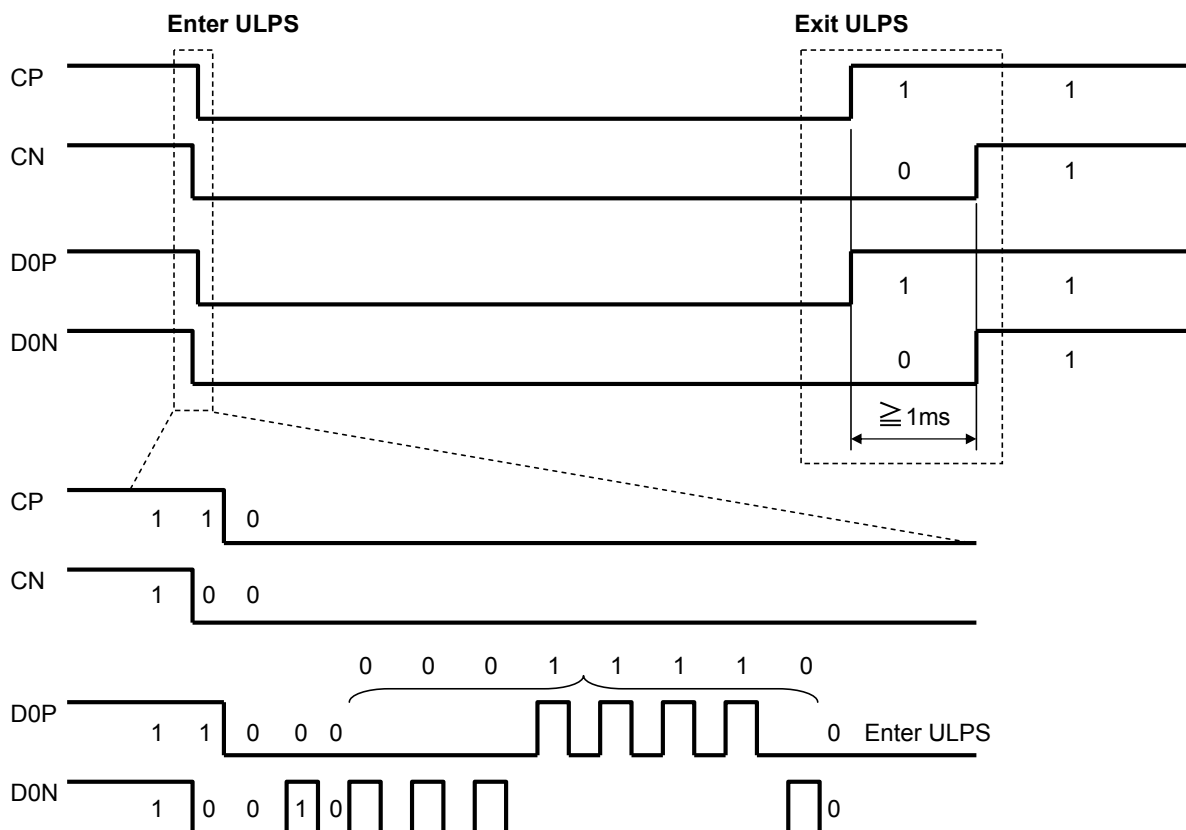 Enter ULPS Exit ULPS
CP 1 1
CN 0 1
D0P 1 1
D0N 0 1
≧ 1ms
CP 1 1 0
CN 1 0 0
0 0 0 1 1 1 1 0
D0P 1 1 0 0 0 0 Enter ULPS
D0N 1 0 0 1 0 0